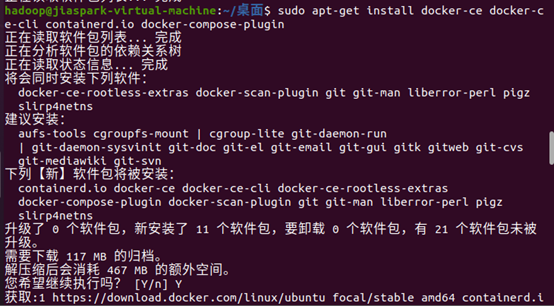 正在读取软件包列表... 完成
hadoop@jiaspark-virtual-machine:~/桌面$ sudo apt-get install docker-ce docker-c
e-cli containerd.io docker-compose-plugin
正在读取软件包列表... 完成
正在分析软件包的依赖关系树
正在读取状态信息... 完成
将会同时安装下列软件:
docker-ce-rootless-extras docker-scan-plugin git git-man liberror-perl pigz
slirp4netns
建议安装:
aufs-tools cgroupfs-mount | cgroup-lite git-daemon-run
| git-daemon-sysvinit git-doc git-el git-email git-gui gitk gitweb git-cvs
git-mediawiki git-svn
下列【新】软件包将被安装:
containerd.io docker-ce docker-ce-cli docker-ce-rootless-extras
docker-compose-plugin docker-scan-plugin git git-man liberror-perl pigz
slirp4netns
升级了 0 个软件包，新安装了 11 个软件包，要卸载 0 个软件包，有 21 个软件包未被
升级。
需要下载 117 MB 的归档。
解压缩后会消耗 467 MB 的额外空间。
您希望继续执行吗？ [Y/n] Y
获取:1 https://download.docker.com/linux/ubuntu focal/stable amd64 containerd.i